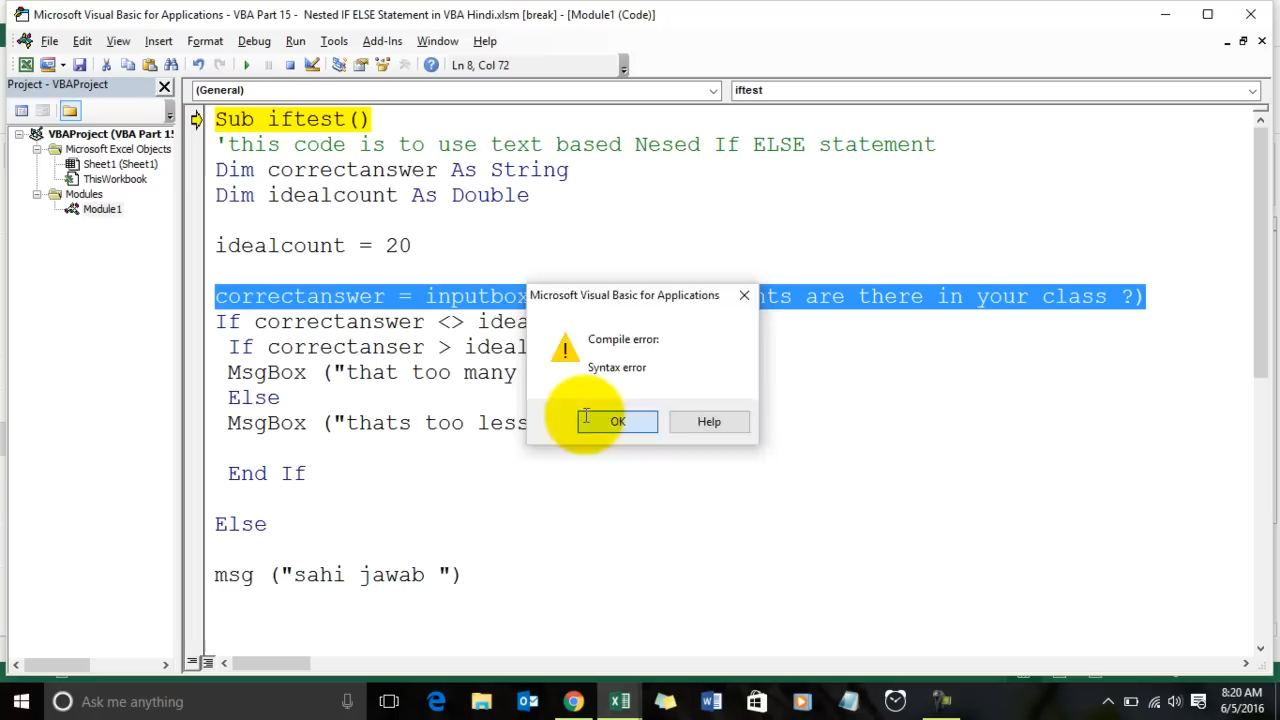 Microsoft Visual Basic for Applications - VBA Part 15 - Nested IF ELSE Statement in VBA Hindi.xlsm [break] - [Module1 (Code)]
File Edit View Insert Format Debug Run Tools Add-Ins Window Help
Ln 8, Col 72
Project - VBAProject
(General) iftest
VBAProject (VBA Part 15
Microsoft Excel Objects
Sheet1 (Sheet1)
ThisWorkbook
Modules
Module1
Sub iftest()
'this code is to use text based Nesed If ELSE statement
Dim correctanswer As String
Dim idealcount As Double
idealcount = 20
correctanswer = inputbox are there in your class ?)
If correctanswer <>
If correctanser >
MsgBox ("that too many
Else
MsgBox ("thats too less
End If
Else
msg ("sahi jawab ")
Microsoft Visual Basic for Applications
Compile error:
Syntax error
OK Help
Ask me anything
8:20 AM
6/5/2016